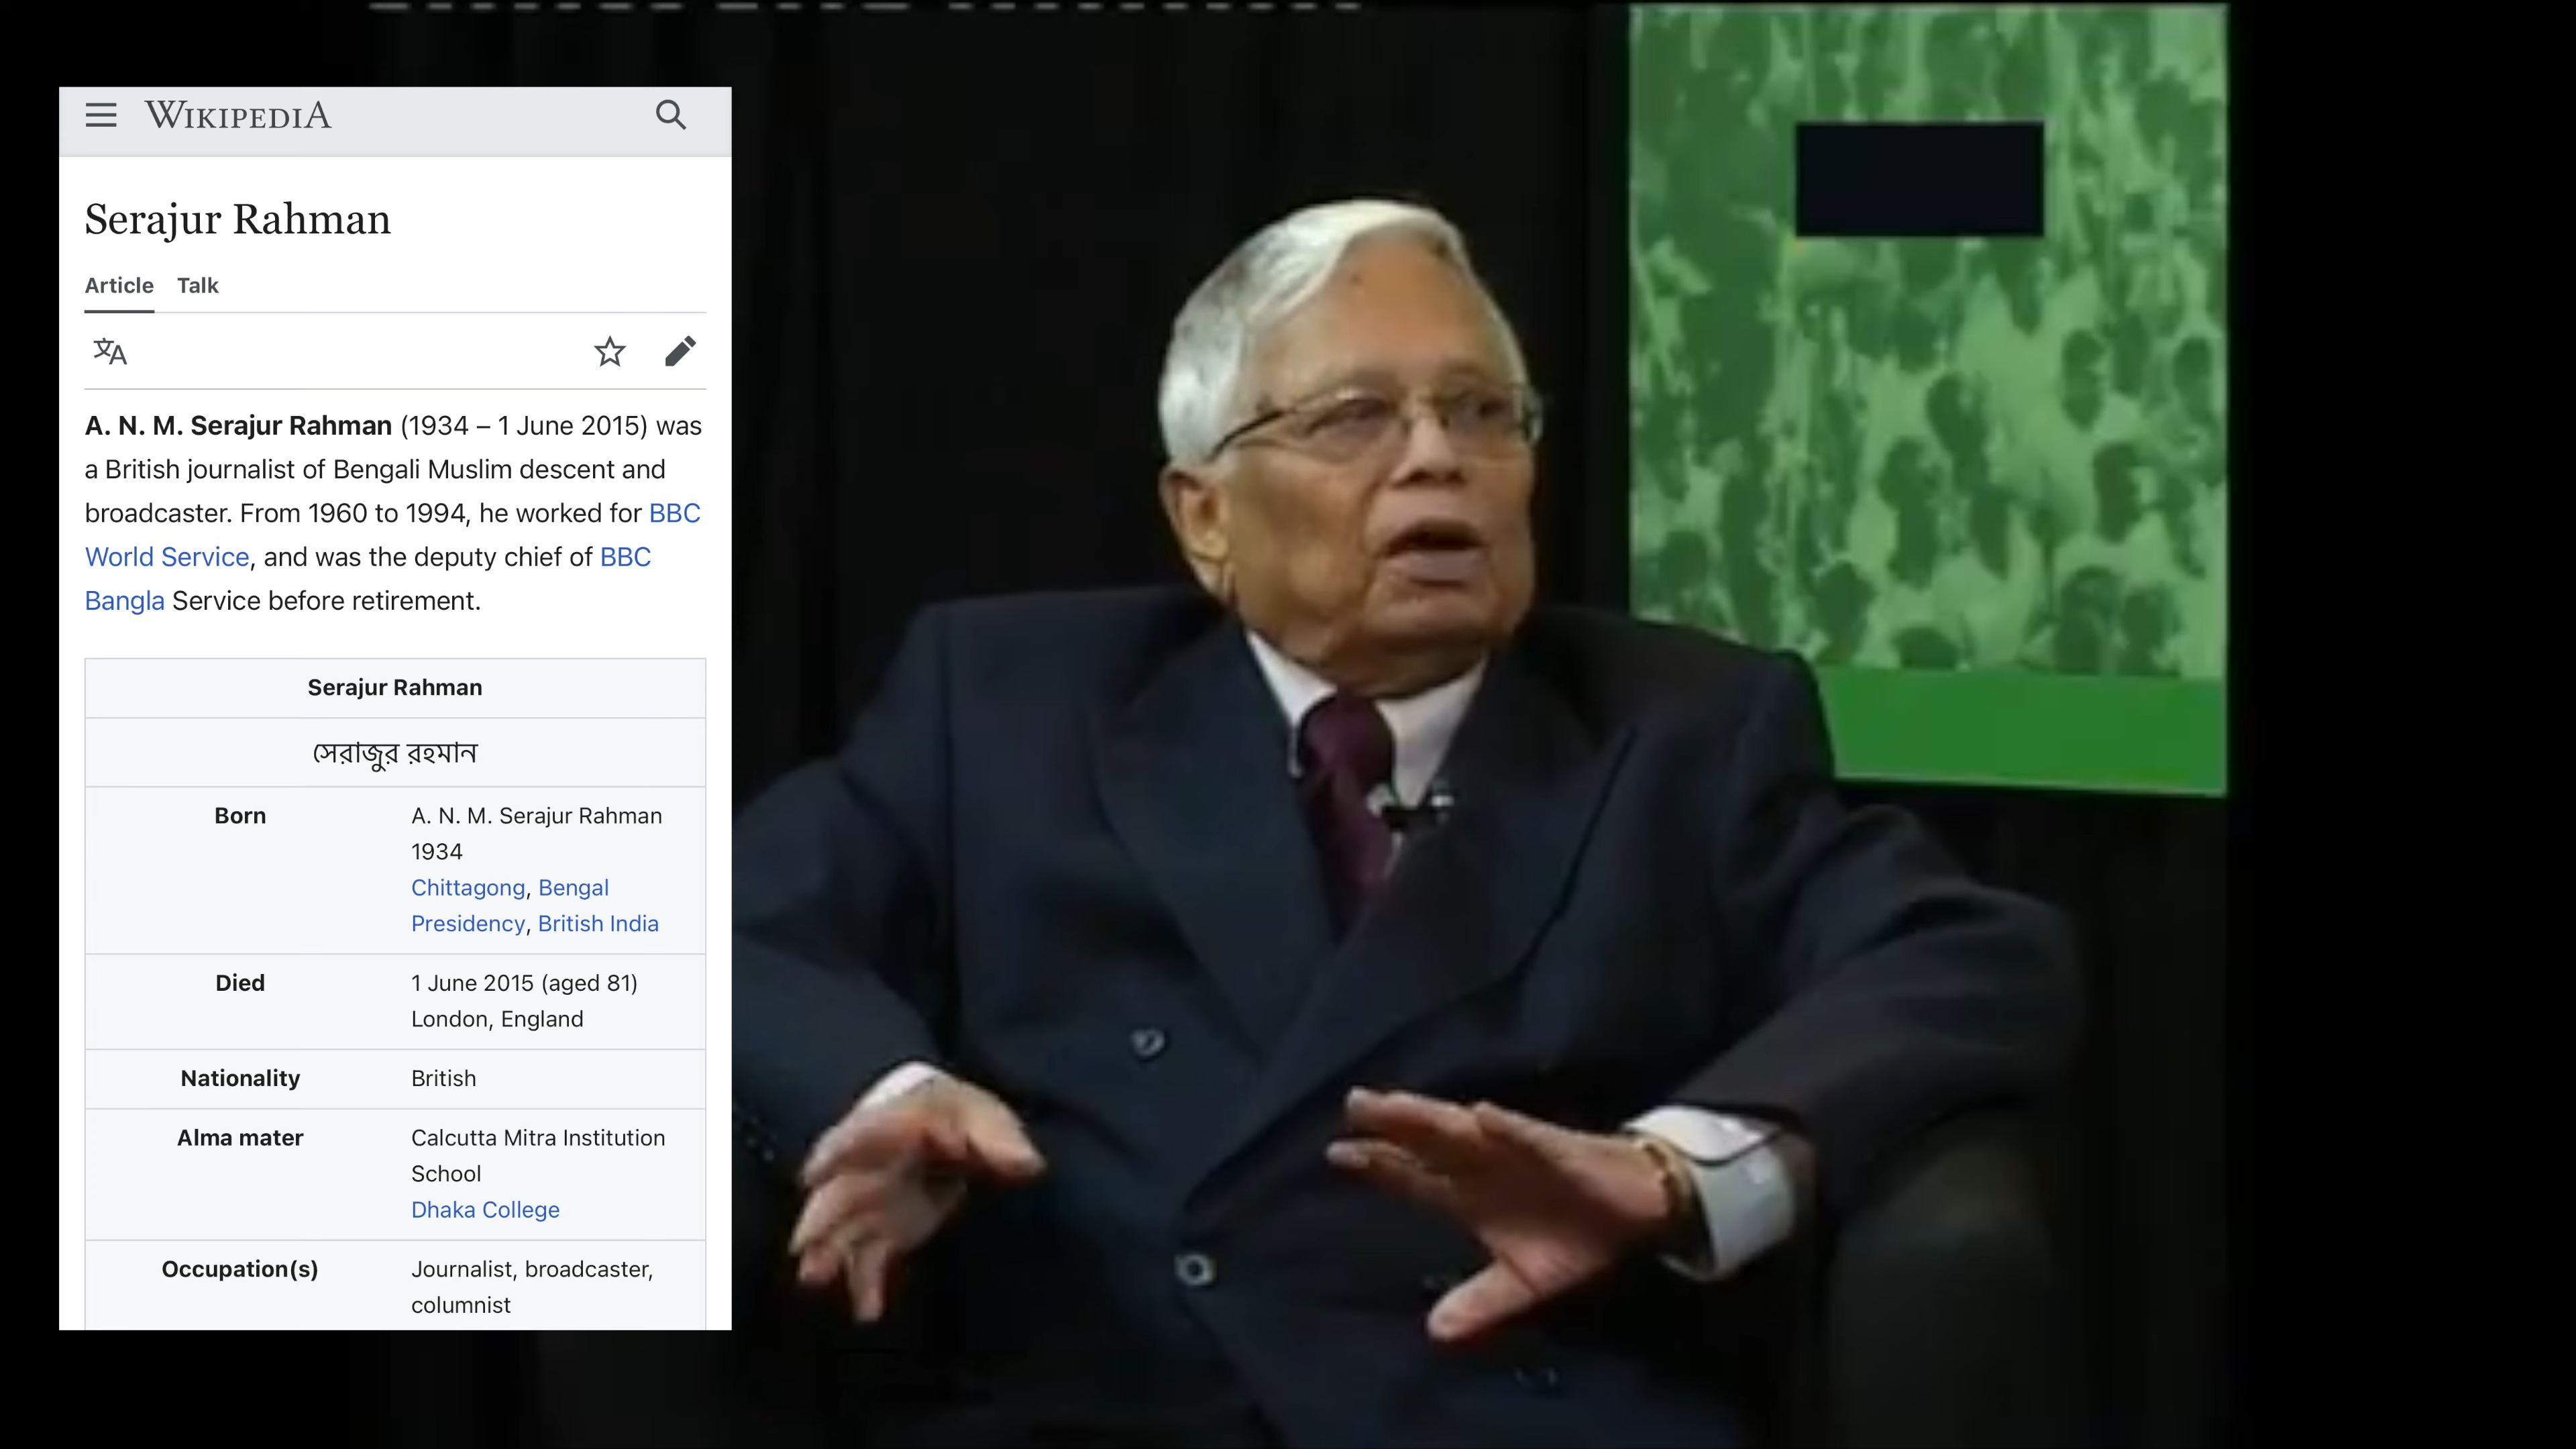 WIKIPEDIA
Serajur Rahman
Article Talk
A. N. M. Serajur Rahman (1934 – 1 June 2015) was
a British journalist of Bengali Muslim descent and
broadcaster. From 1960 to 1994, he worked for BBC
World Service, and was the deputy chief of BBC
Bangla Service before retirement.
Serajur Rahman
সেরাজুর রহমান
Born A. N. M. Serajur Rahman
1934
Chittagong, Bengal
Presidency, British India
Died 1 June 2015 (aged 81)
London, England
Nationality British
Alma mater Calcutta Mitra Institution
School
Dhaka College
Occupation(s) Journalist, broadcaster,
columnist